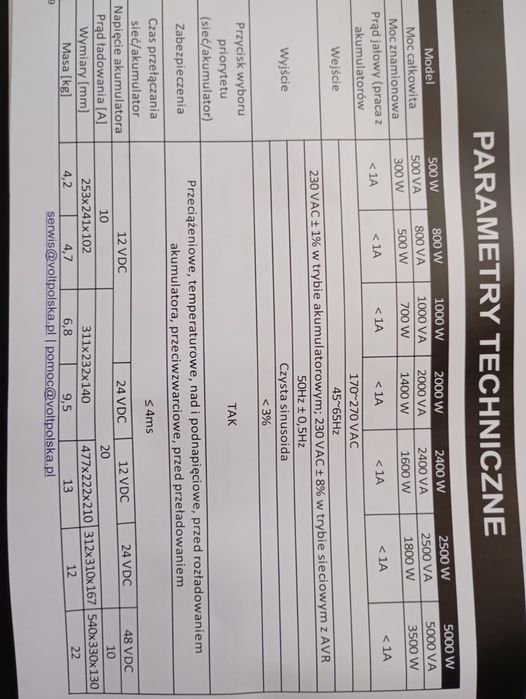 PARAMETRY TECHNICZNE
Model 500 W 800 W 1000 W 2000 W 2400 W 2500 W 5000 W
Moc całkowita 500 VA 800 VA 1000 VA 2000 VA 2400 VA 2500 VA 5000 VA
Moc znamionowa 300 W 500 W 700 W 1400 W 1600 W 1800 W 3500 W
Prąd jałowy (praca z
akumulatorów) < 1A < 1A < 1A < 1A < 1A < 1A < 1A
Wejście 170~270 VAC
45~65Hz
Wyjście 230 VAC ± 1% w trybie akumulatorowym; 230 VAC ± 8% w trybie sieciowym z AVR
50Hz ± 0,5Hz
Czysta sinusoida
< 3%
Przycisk wyboru
priorytetu
(sieć/akumulator) TAK
Zabezpieczenia Przeciążeniowe, temperaturowe, nad i podnapięciowe, przed rozładowaniem
akumulatora, przeciwzwarciowe, przed przeładowaniem
Czas przełączania
sieć/akumulator ≤ 4ms
Napięcie akumulatora 12 VDC 24 VDC 12 VDC 24 VDC 48 VDC
Prąd ładowania [A] 10 20 10
Wymiary [mm] 253x241x102 311x232x140 477x222x210 312x310x167 540x330x130
Masa [kg] 4,2 4,7 6,8 9,5 13 12 22
serwis@voltpolska.pl | pomoc@voltpolska.pl
9